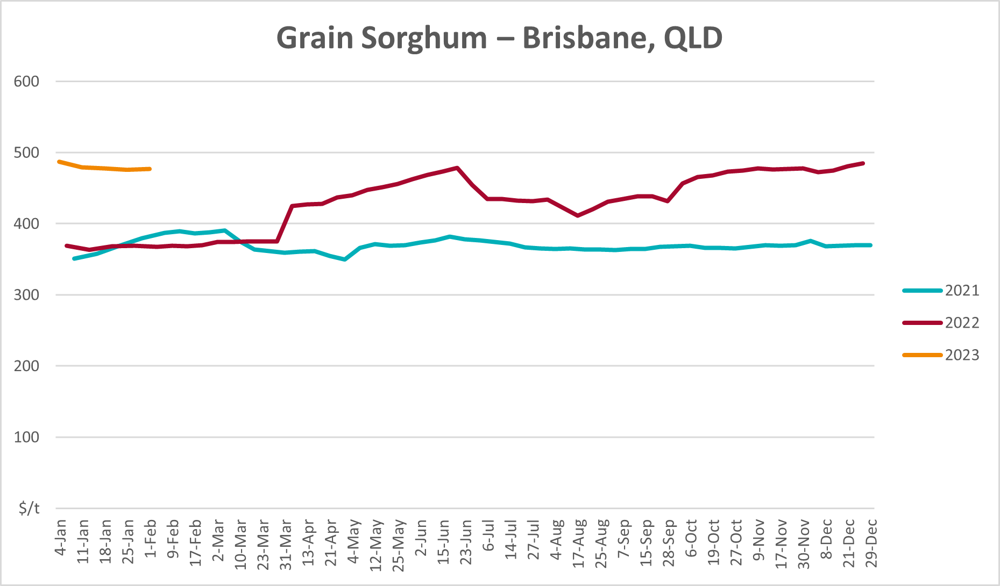 Grain Sorghum – Brisbane, QLD
600
500
400
300
200
100
$/t
4-Jan
11-Jan
18-Jan
25-Jan
1-Feb
9-Feb
17-Feb
2-Mar
10-Mar
23-Mar
31-Mar
13-Apr
21-Apr
4-May
12-May
25-May
2-Jun
15-Jun
23-Jun
6-Jul
14-Jul
27-Jul
4-Aug
17-Aug
25-Aug
7-Sep
15-Sep
28-Sep
6-Oct
19-Oct
27-Oct
9-Nov
17-Nov
30-Nov
8-Dec
21-Dec
29-Dec
2021
2022
2023